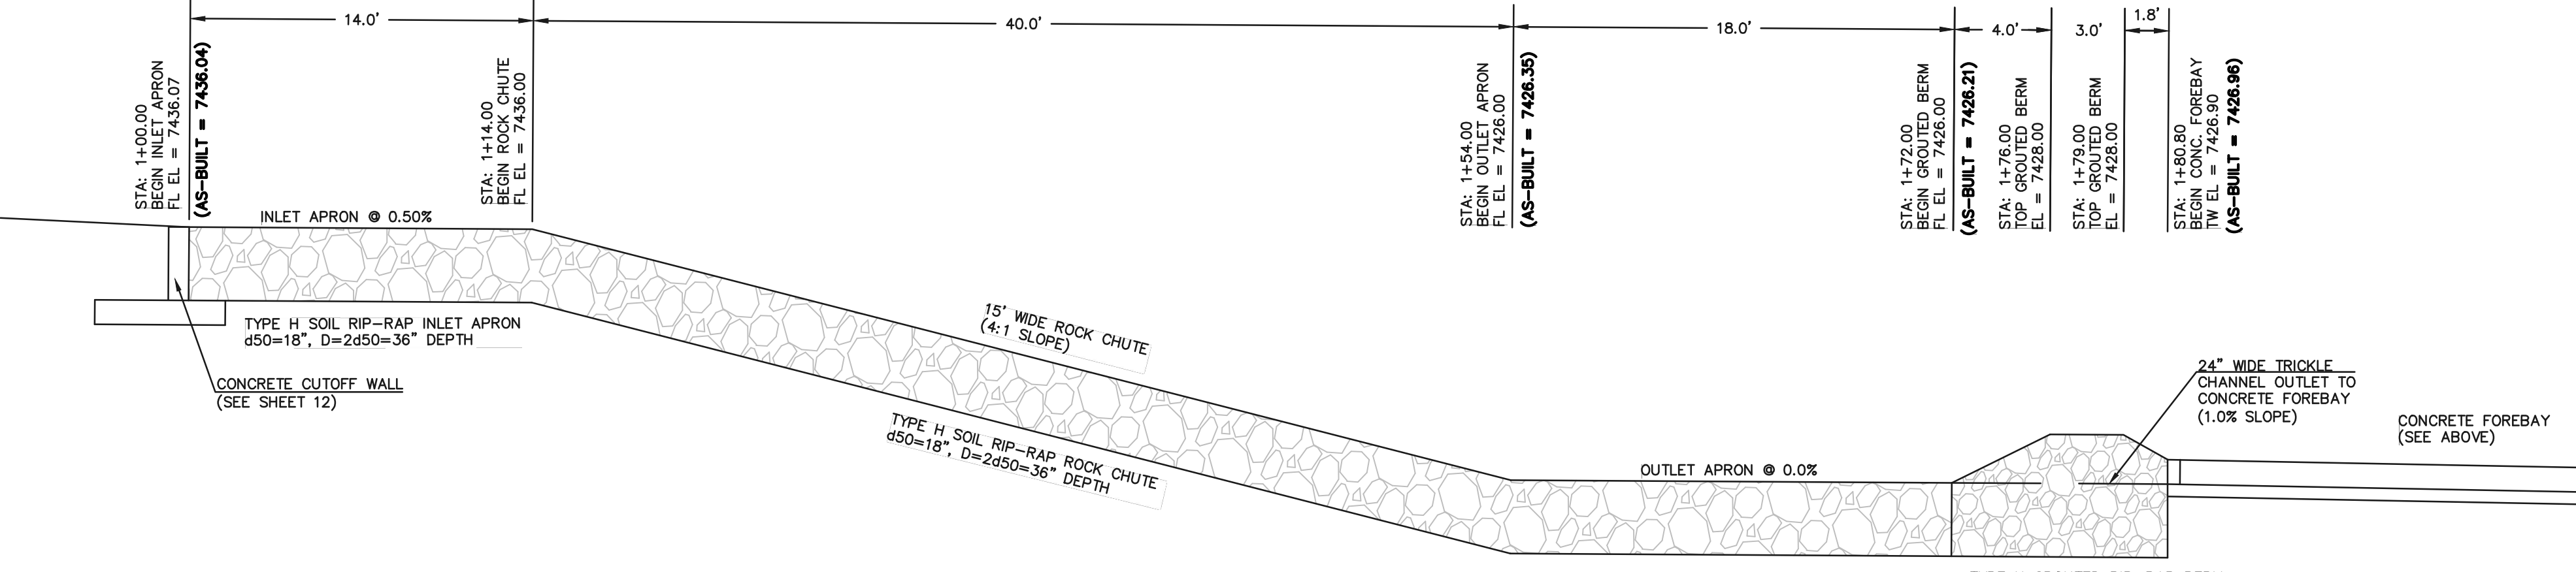 14.0'
40.0'
18.0'
4.0'
3.0'
1.8'
STA: 1+00.00
BEGIN INLET APRON
FL EL = 7436.07
(AS-BUILT = 7436.04)
STA: 1+14.00
BEGIN ROCK CHUTE
FL EL = 7436.00
STA: 1+54.00
BEGIN OUTLET APRON
FL EL = 7426.00
(AS-BUILT = 7426.35)
STA: 1+72.00
BEGIN GROUTED BERM
FL EL = 7426.00
(AS-BUILT = 7426.21)
STA: 1+76.00
TOP GROUTED BERM
EL = 7428.00
STA: 1+79.00
TOP GROUTED BERM
EL = 7428.00
STA: 1+80.80
BEGIN CONC. FOREBAY
TW EL = 7426.90
(AS-BUILT = 7426.96)
INLET APRON @ 0.50%
TYPE H SOIL RIP-RAP INLET APRON
d50=18", D=2d50=36" DEPTH
CONCRETE CUTOFF WALL
(SEE SHEET 12)
15' WIDE ROCK CHUTE
(4:1 SLOPE)
TYPE H SOIL RIP-RAP ROCK CHUTE
d50=18", D=2d50=36" DEPTH
OUTLET APRON @ 0.0%
24" WIDE TRICKLE
CHANNEL OUTLET TO
CONCRETE FOREBAY
(1.0% SLOPE)
CONCRETE FOREBAY
(SEE ABOVE)